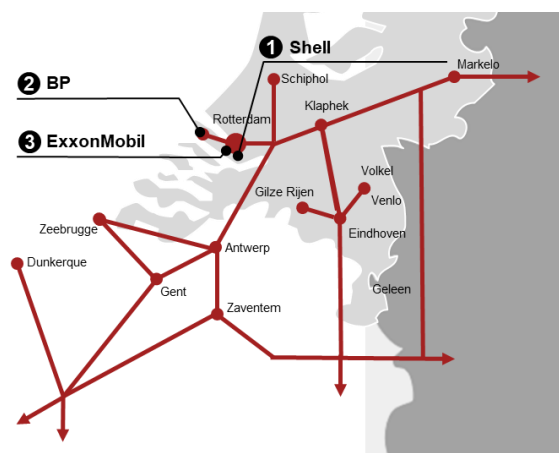 1 Shell
Markelo
Schiphol
2 BP
Klaphek
Rotterdam
3 ExxonMobil
Volkel
Gilze Rijen
Venlo
Zeebrugge
Eindhoven
Antwerp
Dunkerque
Gent
Geleen
Zaventem